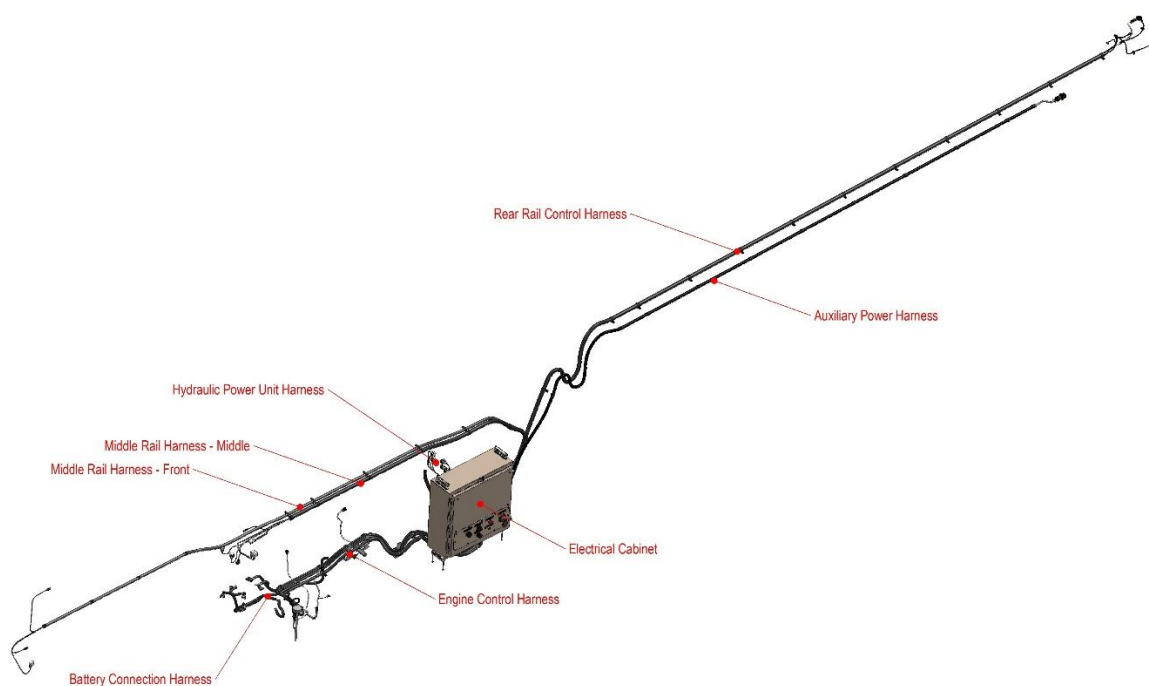 Rear Rail Control Harness
Auxiliary Power Harness
Hydraulic Power Unit Harness
Middle Rail Harness - Middle
Middle Rail Harness - Front
Electrical Cabinet
Engine Control Harness
Battery Connection Harness